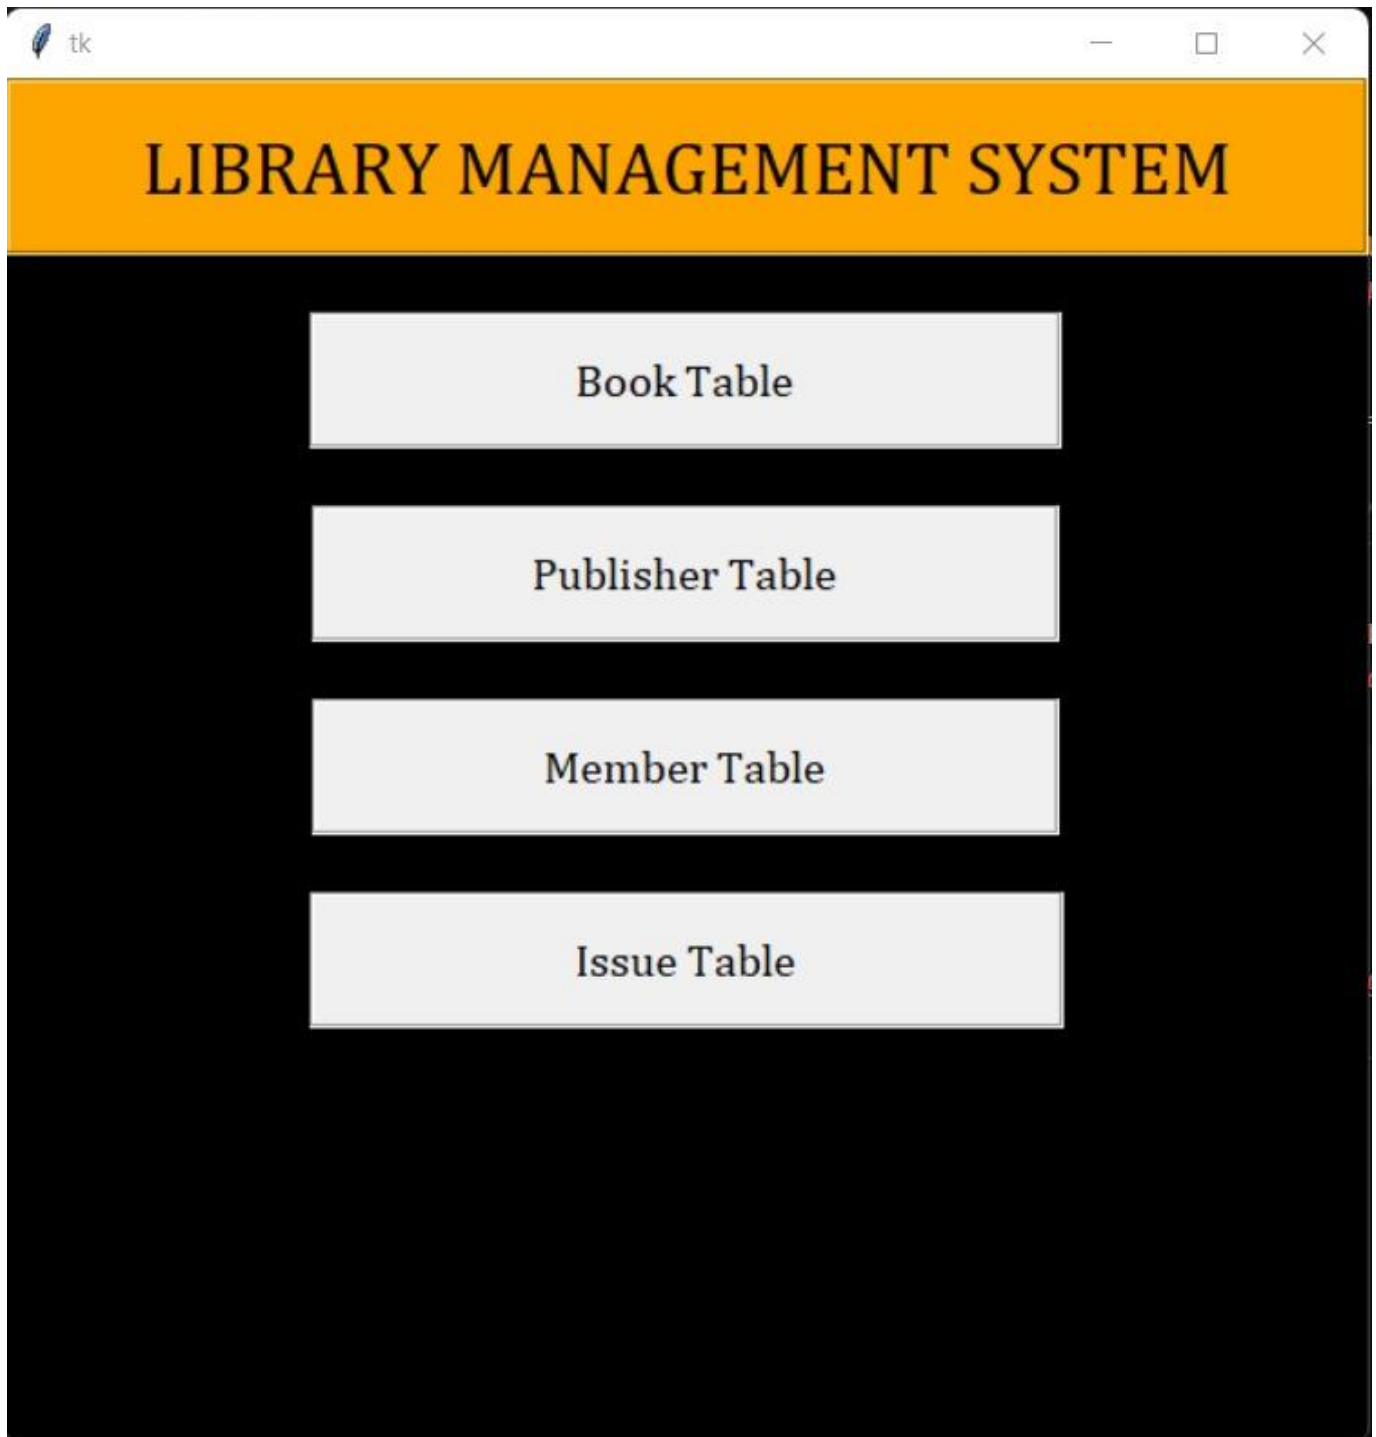 tk
LIBRARY MANAGEMENT SYSTEM
Book Table
Publisher Table
Member Table
Issue Table